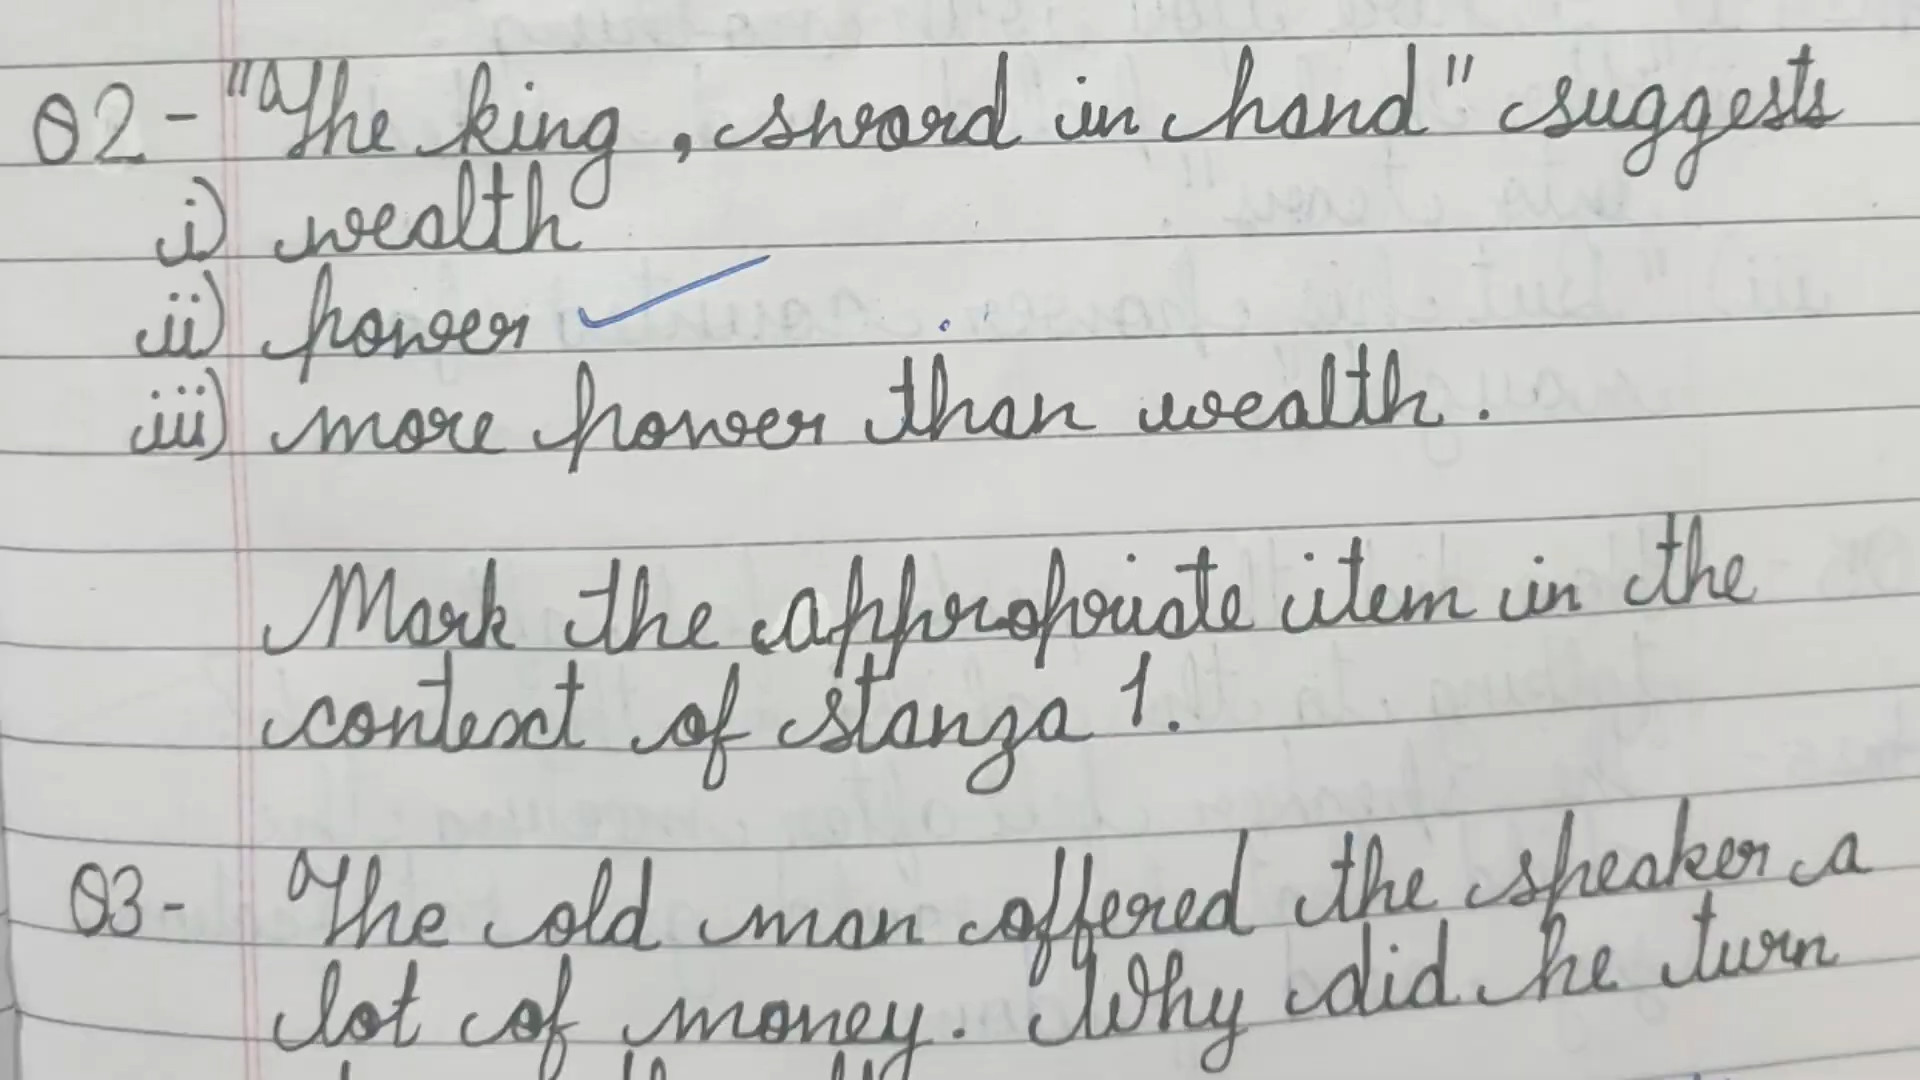 Q2- "The king, sword in hand" suggests
i) wealth
ii) power ✓
iii) more power than wealth.
Mark the appropriate item in the
context of stanza 1.
Q3- The old man offered the speaker a
lot of money. Why did he turn